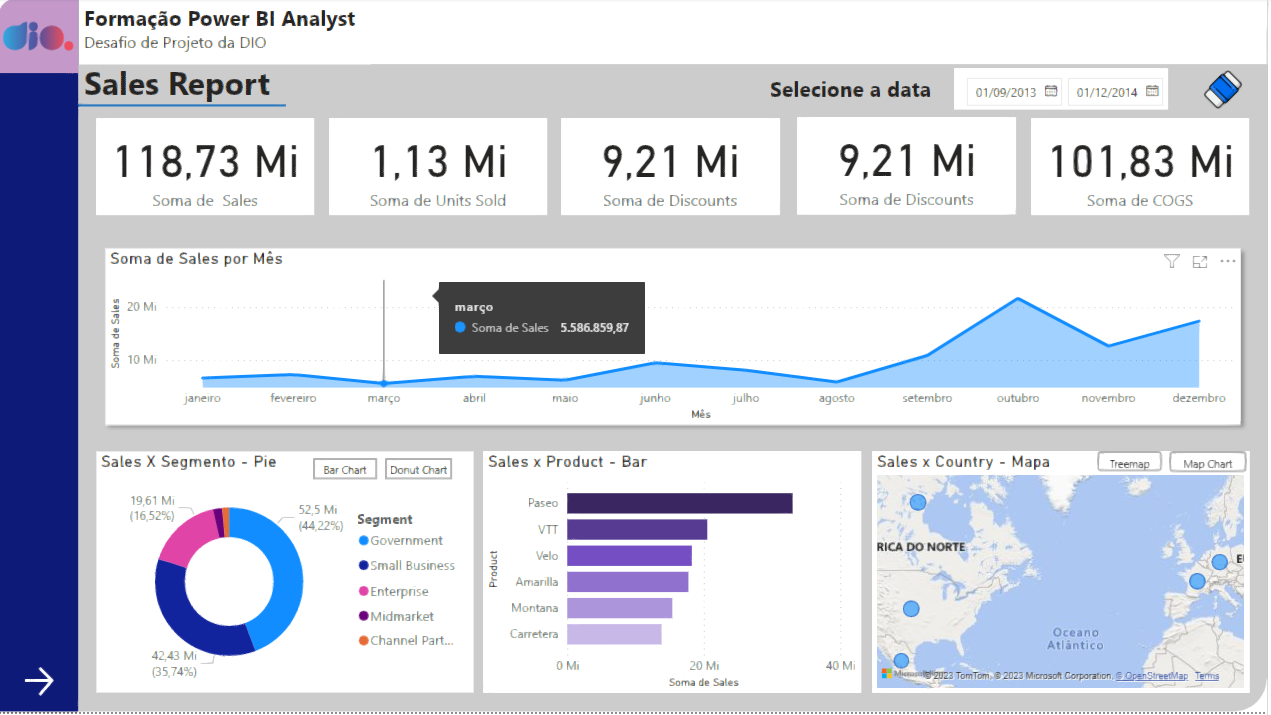 dio.
Formação Power BI Analyst
Desafio de Projeto da DIO
Sales Report
Selecione a data
01/09/2013
01/12/2014
118,73 Mi
Soma de Sales
1,13 Mi
Soma de Units Sold
9,21 Mi
Soma de Discounts
9,21 Mi
Soma de Discounts
101,83 Mi
Soma de COGS
Soma de Sales por Mês
Soma de Sales
20 Mi
10 Mi
março
Soma de Sales 5.586.859,87
janeiro fevereiro março abril maio junho julho agosto setembro outubro novembro dezembro
Mês
Sales X Segmento - Pie
Bar Chart
Donut Chart
19,61 Mi
(16,52%)
52,5 Mi
(44,22%)
42,43 Mi
(35,74%)
Segment
Government
Small Business
Enterprise
Midmarket
Channel Part...
Sales x Product - Bar
Product
Paseo
VTT
Velo
Amarilla
Montana
Carretera
0 Mi 20 Mi 40 Mi
Soma de Sales
Sales x Country - Mapa
Treemap
Map Chart
RICA DO NORTE
E
Oceano
Atlântico
© 2023 TomTom, © 2023 Microsoft Corporation, © OpenStreetMap Terms